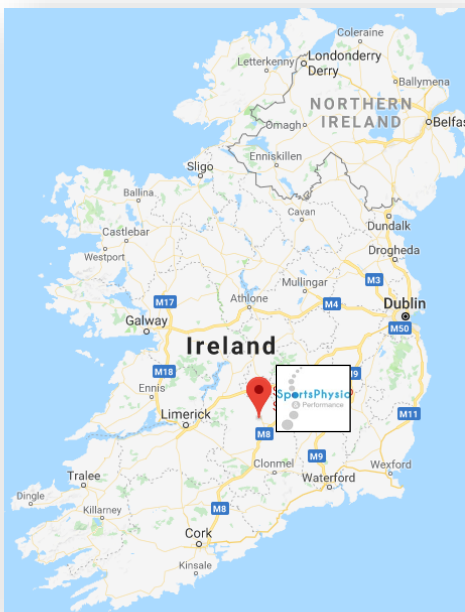 Coleraine
Letterkenny
Londonderry
Derry
Ballymena
NORTHERN
IRELAND
Omagh
Belfas
Enniskillen
Sligo
Ballina
Cavan
Dundalk
Castlebar
Westport
Drogheda
M3
Mullingar
M17
Athlone
M4
Dublin
Galway
M50
Ireland
M18
M9
Ennis
SportsPhysio
& Performance
Limerick
M11
M8
Clonmel
M9
Wexford
Tralee
Waterford
Dingle
Killarney
M8
Cork
Kinsale